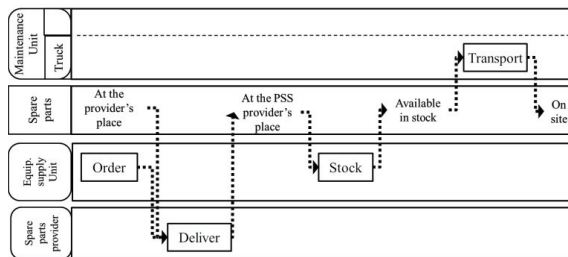 Maintenance
Unit
Truck
Transport
Spare
parts
At the
provider's
place
At the PSS
provider's
place
Available
in stock
On
site
Equip.
supply
Unit
Order
Stock
Spare
parts
provider
Deliver